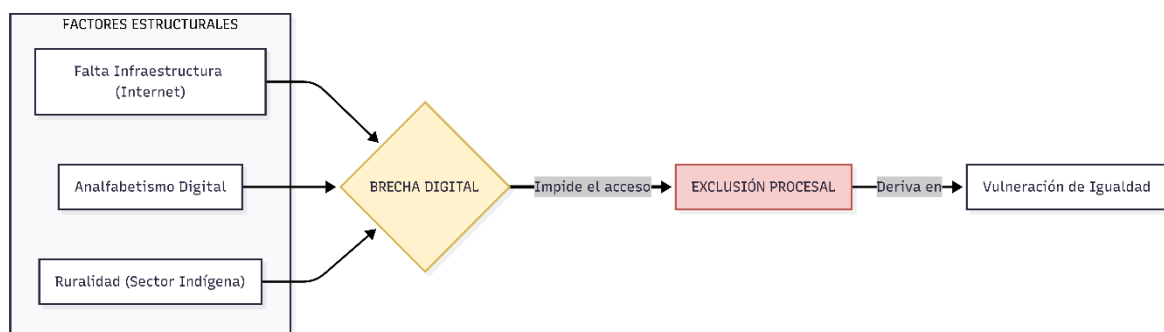 FACTORES ESTRUCTURALES
Falta Infraestructura
(Internet)
Analfabetismo Digital
Ruralidad (Sector Indígena)
BRECHA DIGITAL
Impide el acceso
EXCLUSIÓN PROCESAL
Deriva en
Vulneración de Igualdad